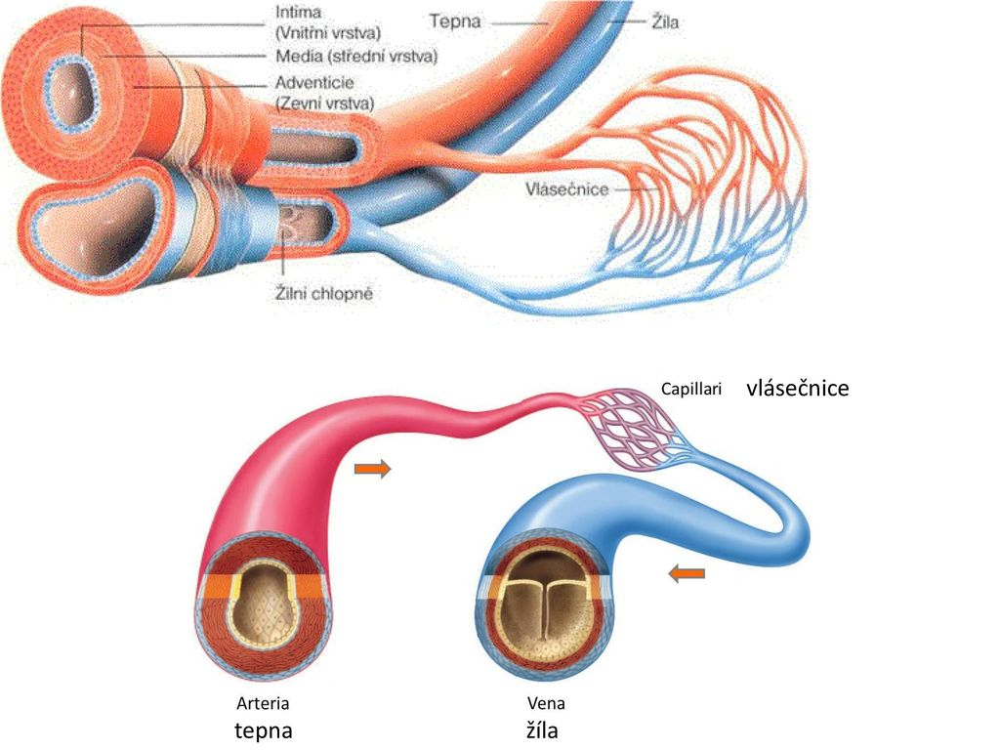 Intima
(Vnitřní vrstva)
Media (střední vrstva)
Adventicie
(Zevní vrstva)
Tepna
Žíla
Vlásečnice
Žilní chlopně
Capillari vlásečnice
Arteria
tepna
Vena
žíla